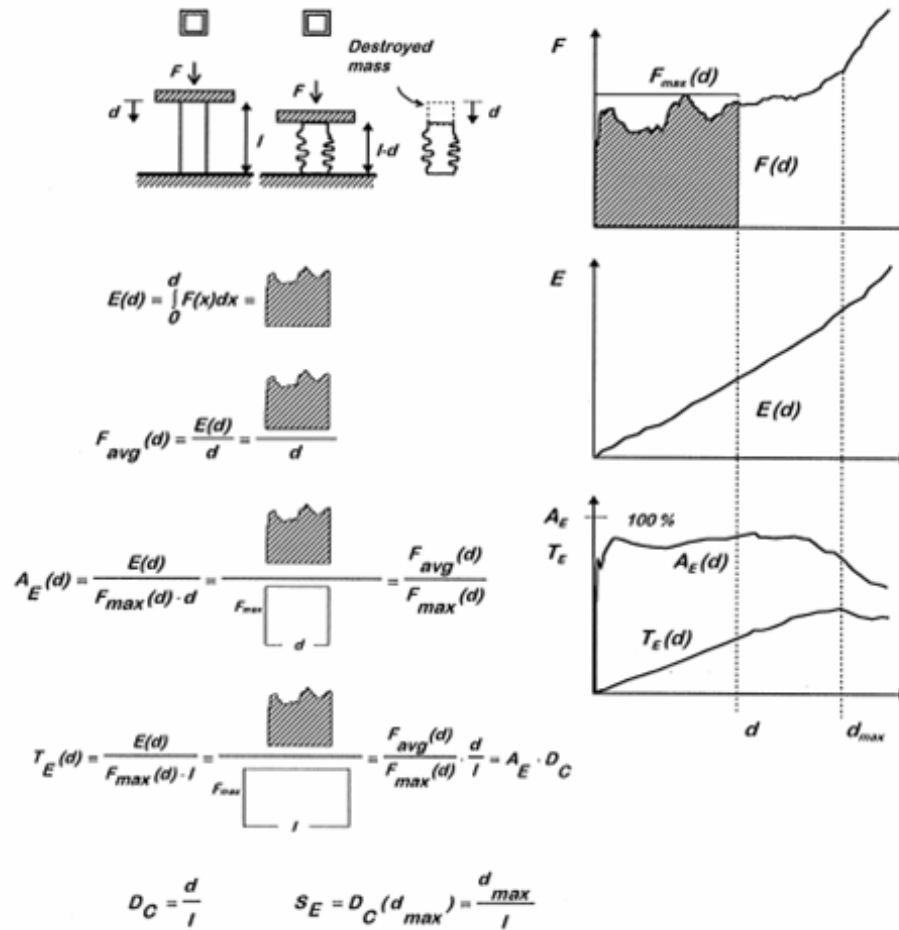 Destroyed
mass
F
F
d
d
l
l-d
E(d) = ∫₀ᵈ F(x)dx =
F_avg(d) = E(d)/d = /d
A_E(d) = E(d)/(F_max(d) · d) = = F_avg(d)/F_max(d)
F_max
d
T_E(d) = E(d)/(F_max(d) · l) = = F_avg(d)/F_max(d) · d/l = A_E · D_C
F_max
l
D_C = d/l
S_E = D_C(d_max) = d_max/l
F
F_max(d)
F(d)
E
E(d)
A_E
100 %
T_E
A_E(d)
T_E(d)
d
d_max